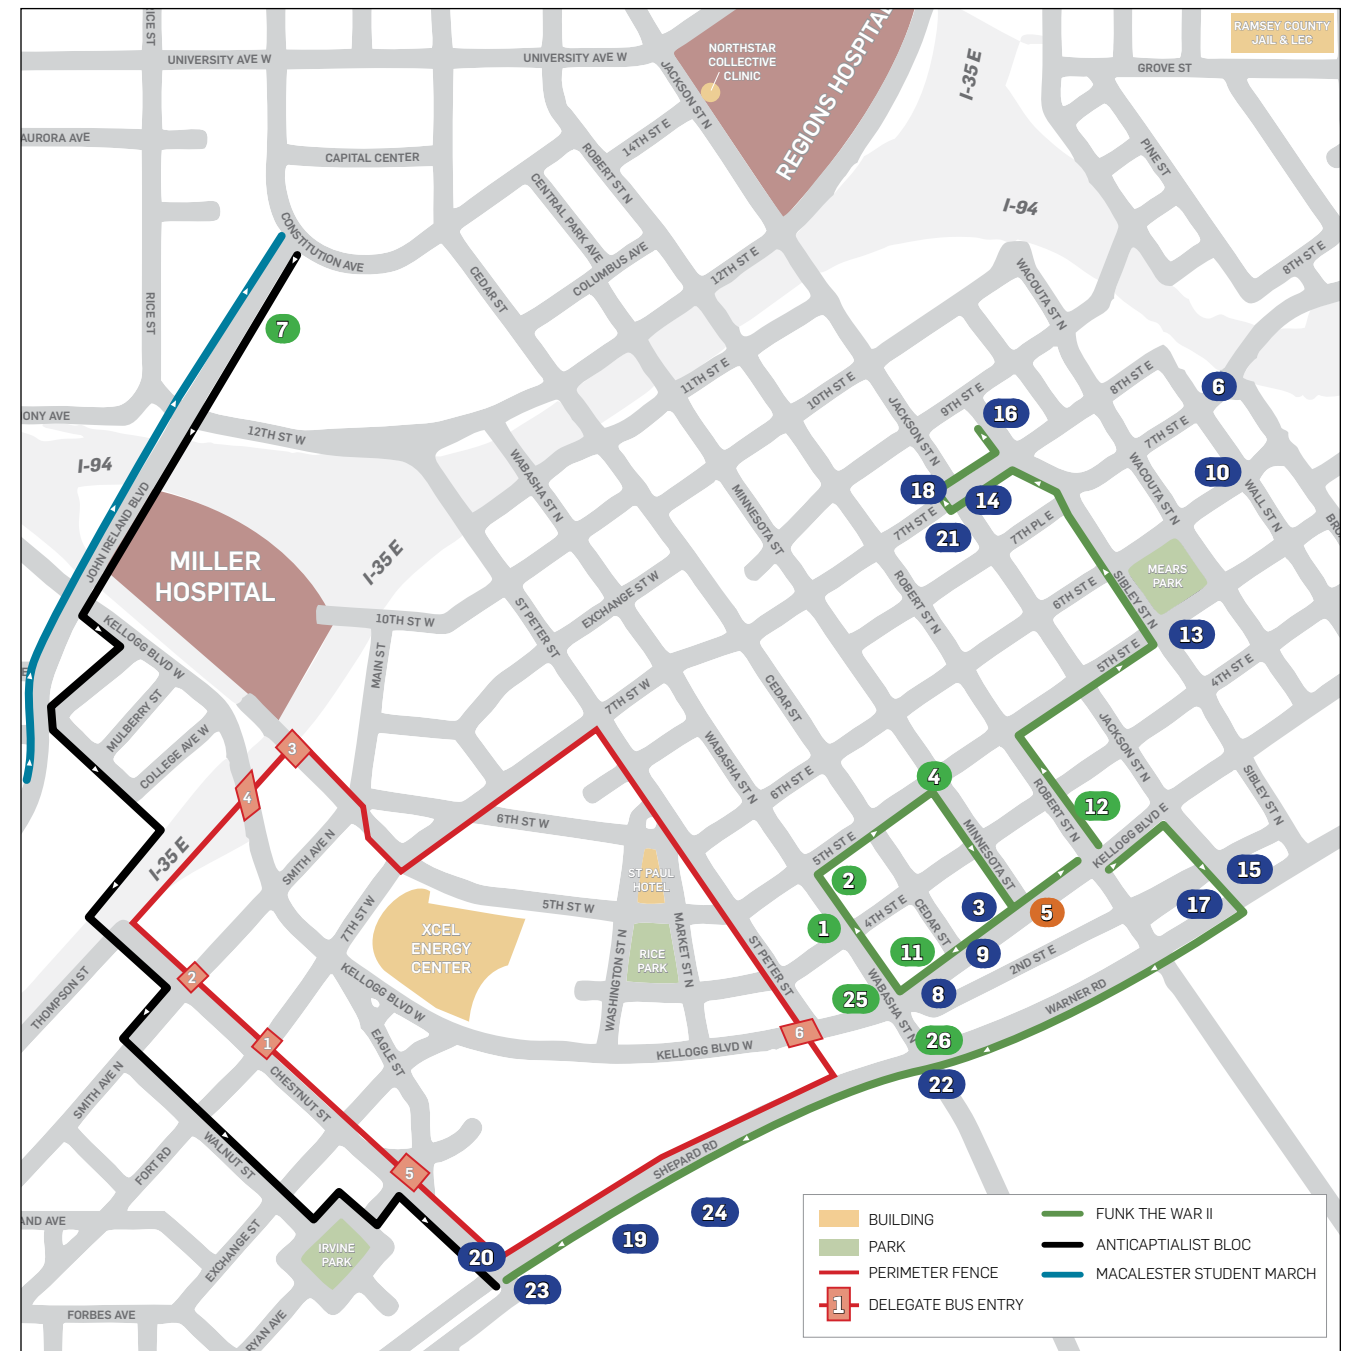 RICE ST
UNIVERSITY AVE W
UNIVERSITY AVE W
NORTHSTAR
COLLECTIVE
CLINIC
REGIONS HOSPITAL
JACKSON ST N
I-35 E
RAMSEY COUNTY
JAIL & LEC
GROVE ST
AURORA AVE
CAPITAL CENTER
14TH ST E
ROBERT ST N
CENTRAL PARK AVE
COLUMBUS AVE
PINE ST
I-94
CONSTITUTION AVE
CEDAR ST
12TH ST E
WACOUTA ST N
8TH ST E
RICE ST
7
11TH ST E
10TH ST E
9TH ST E
8TH ST E
6
16
ONY AVE
12TH ST W
JACKSON ST N
7TH ST E
I-94
WABASHA ST N
MINNESOTA ST
18
14
WACOUTA ST N
10
WALL ST N
BRO
JOHN IRELAND BLVD
7TH ST E
21
7TH PL E
MILLER
HOSPITAL
I-35 E
MEARS
PARK
EXCHANGE ST W
ROBERT ST N
6TH ST E
SIBLEY ST N
10TH ST W
ST PETER ST
13
KELLOGG BLVD W
MAIN ST
5TH ST E
4TH ST E
MULBERRY ST
COLLEGE AVE W
7TH ST W
CEDAR ST
JACKSON ST N
3
4
WABASHA ST N
6TH ST E
4
12
ROBERT ST N
SIBLEY ST N
6TH ST W
SMITH AVE N
I-35 E
5TH ST E
MINNESOTA ST
KELLOGG BLVD E
ST PAUL
HOTEL
2
15
5TH ST W
7TH ST W
XCEL
ENERGY
CENTER
4TH ST E
CEDAR ST
3
5
17
1
MARKET ST N
WASHINGTON ST N
RICE
PARK
ST PETER ST
11
9
2ND ST E
2
THOMPSON ST
KELLOGG BLVD W
25
8
WABASHA ST N
WARNER RD
1
6
EAGLE ST
KELLOGG BLVD W
26
22
SMITH AVE N
CHESTNUT ST
WALNUT ST
FORT RD
5
SHEPARD RD
24
AND AVE
EXCHANGE ST
IRVINE
PARK
20
19
23
FORBES AVE
RYAN AVE
BUILDING
PARK
PERIMETER FENCE
1
DELEGATE BUS ENTRY
FUNK THE WAR II
ANTICAPTIALIST BLOC
MACALESTER STUDENT MARCH